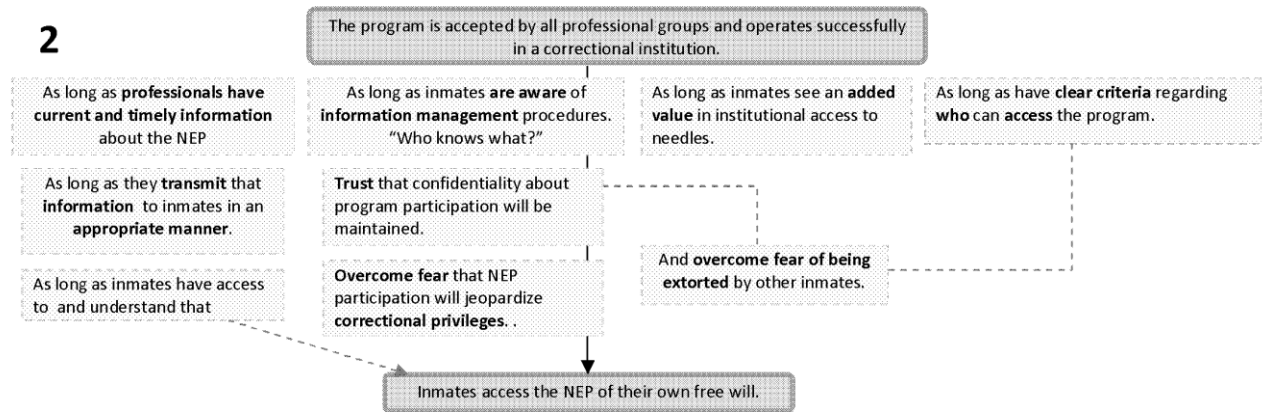 2
The program is accepted by all professional groups and operates successfully
in a correctional institution.
As long as professionals have
current and timely information
about the NEP
As long as inmates are aware of
information management procedures.
“Who knows what?”
As long as inmates see an added
value in institutional access to
needles.
As long as have clear criteria regarding
who can access the program.
As long as they transmit that
information to inmates in an
appropriate manner.
Trust that confidentiality about
program participation will be
maintained.
And overcome fear of being
extorted by other inmates.
As long as inmates have access
to and understand that
Overcome fear that NEP
participation will jeopardize
correctional privileges. .
Inmates access the NEP of their own free will.